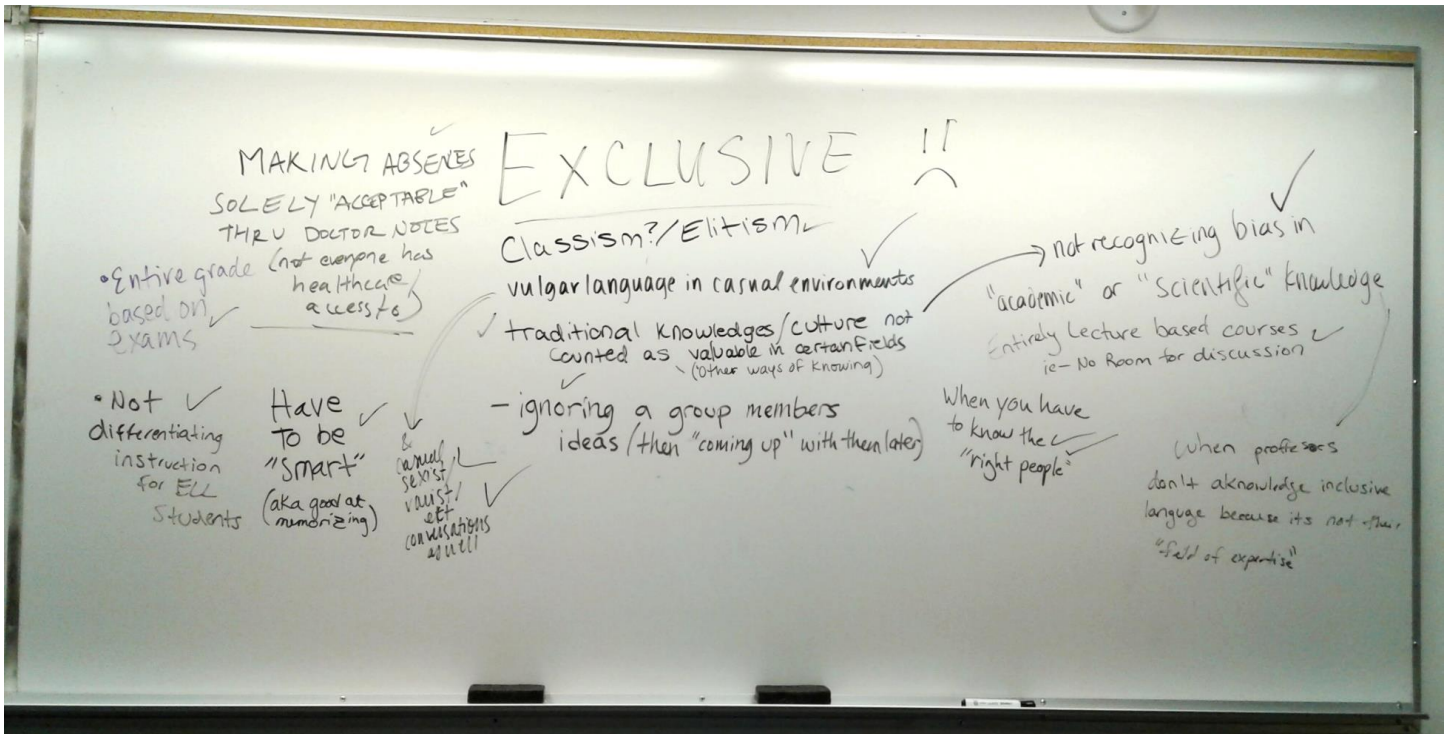 EXCLUSIVE
MAKING ABSENES
SOLELY "ACCEPTABLE"
THRU DOCTOR NOTES
(not everyone has
healthcare
access to)
• Entire grade
based on
exams
• Not
differentiating
instruction
for ELL
Students
Have
To be
"smart"
(aka good at
memorizing)
Classism?/Elitism
vulgar language in casual environments
&
casual
sexist/
racist/
ect
conversations
as well
traditional knowledges/culture not
counted as valuable in certain fields
(other ways of knowing)
- ignoring a group members
ideas (then "coming up" with them later)
not recognizing bias in
"academic" or "scientific" knowledge
Entirely Lecture based courses
ie - No Room for discussion
When you have
to know the
"right people"
When proffesors
don't aknowledge inclusive
languge because its not their
"field of expertise"